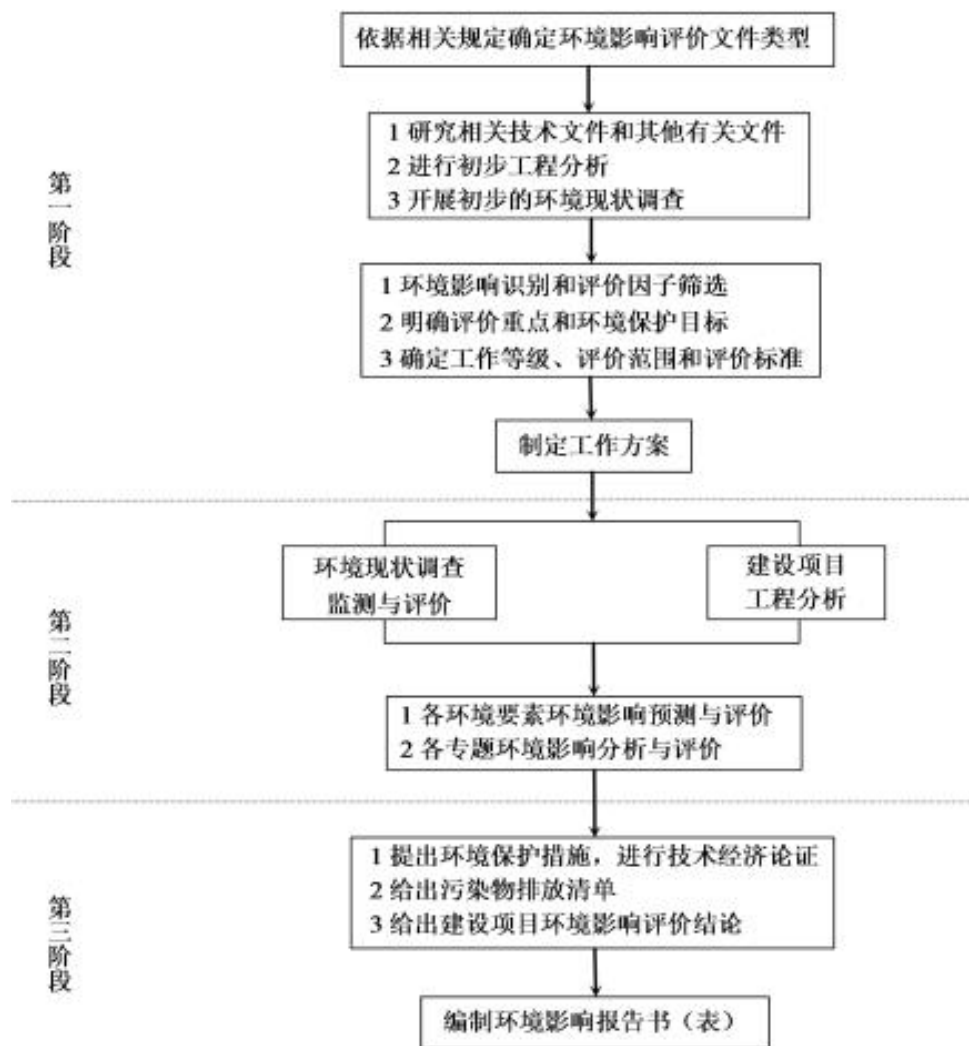 依据相关规定确定环境影响评价文件类型
1 研究相关技术文件和其他有关文件
2 进行初步工程分析
3 开展初步的环境现状调查
第一阶段
1 环境影响识别和评价因子筛选
2 明确评价重点和环境保护目标
3 确定工作等级、评价范围和评价标准
制定工作方案
环境现状调查
监测与评价
建设项目
工程分析
第二阶段
1 各环境要素环境影响预测与评价
2 各专题环境影响分析与评价
1 提出环境保护措施，进行技术经济论证
2 给出污染物排放清单
3 给出建设项目环境影响评价结论
第三阶段
编制环境影响报告书（表）